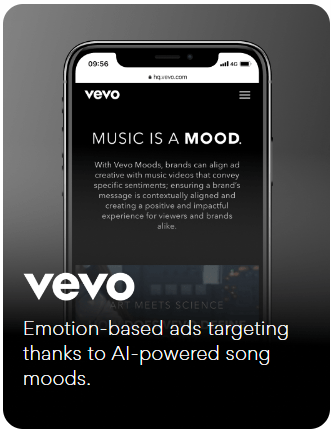 09:56
4G
hq.vevo.com
vevo
MUSIC IS A MOOD.
With Vevo Moods, brands can align ad
creative with music videos that convey
specific sentiments; ensuring a brand's
message is contextually aligned and
creating a positive and impactful
experience for viewers and brands
alike.
ART MEETS SCIENCE
vevo
Emotion-based ads targeting
thanks to AI-powered song
moods.